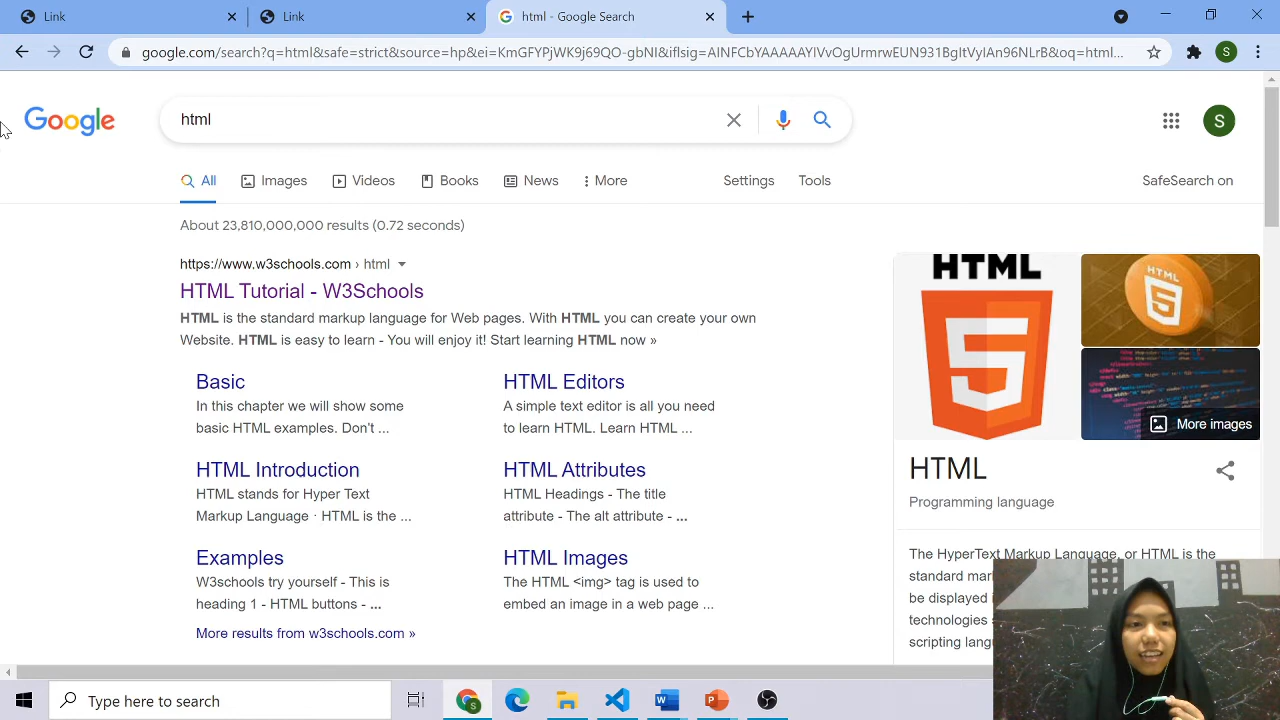 Link
Link
html - Google Search
google.com/search?q=html&safe=strict&source=hp&ei=KmGFYPjWK9j69QO-gbNI&iflsig=AINFCbYAAAAAYIVvOgUrmrwEUN931BgItVyIAn96NLrB&oq=html...
S
Google
html
S
All
Images
Videos
Books
News
More
Settings
Tools
SafeSearch on
About 23,810,000,000 results (0.72 seconds)
https://www.w3schools.com › html
HTML Tutorial - W3Schools
HTML is the standard markup language for Web pages. With HTML you can create your own
Website. HTML is easy to learn - You will enjoy it! Start learning HTML now »
Basic
In this chapter we will show some
basic HTML examples. Don't ...
HTML Editors
A simple text editor is all you need
to learn HTML. Learn HTML ...
HTML Introduction
HTML stands for Hyper Text
Markup Language · HTML is the ...
HTML Attributes
HTML Headings - The title
attribute - The alt attribute - ...
Examples
W3schools try yourself - This is
heading 1 - HTML buttons - ...
HTML Images
The HTML <img> tag is used to
embed an image in a web page ...
More results from w3schools.com »
HTML
5
HTML
5
More images
HTML
Programming language
The HyperText Markup Language, or HTML is the
standard
be displayed
technologies
scripting
Type here to search